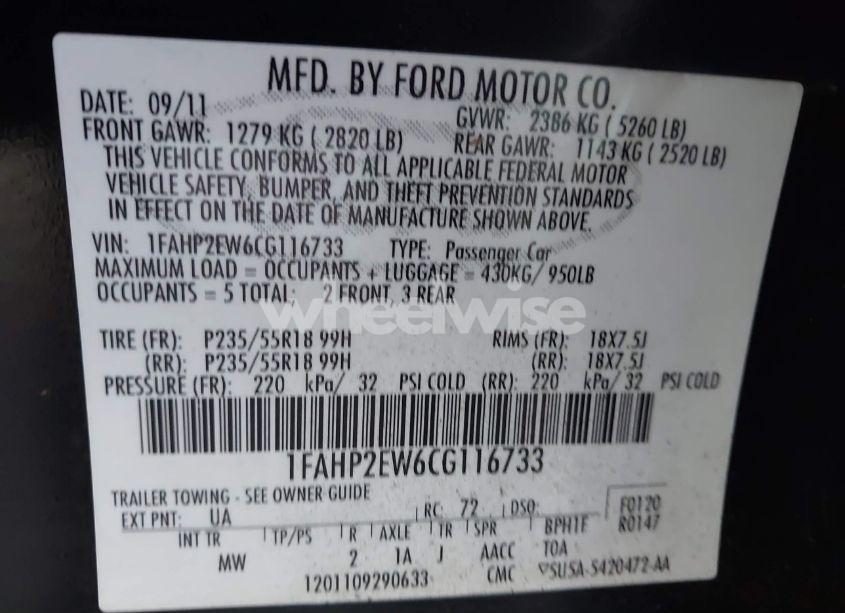 MFD. BY FORD MOTOR CO.
DATE: 09/11 GVWR: 2386 KG ( 5260 LB)
FRONT GAWR: 1279 KG ( 2820 LB) REAR GAWR: 1143 KG ( 2520 LB)
THIS VEHICLE CONFORMS TO ALL APPLICABLE FEDERAL MOTOR
VEHICLE SAFETY, BUMPER, AND THEFT PREVENTION STANDARDS
IN EFFECT ON THE DATE OF MANUFACTURE SHOWN ABOVE.
VIN: 1FAHP2EW6CG116733 TYPE: Passenger Car
MAXIMUM LOAD = OCCUPANTS + LUGGAGE = 430KG/ 950LB
OCCUPANTS = 5 TOTAL; 2 FRONT, 3 REAR
wheelwise
TIRE (FR): P235/55R18 99H RIMS (FR): 18X7.5J
(RR): P235/55R18 99H (RR): 18X7.5J
PRESSURE (FR): 220 kPa/ 32 PSI COLD (RR): 220 kPa/ 32 PSI COLD
1FAHP2EW6CG116733
TRAILER TOWING - SEE OWNER GUIDE
EXT PNT: UA RC: 72 DSO: F0120
R0147
INT TR TP/PS R AXLE TR SPR BPHTF
MW 2 1A J AACC TOA
1201109290633 CMC 5USA-5420472-AA